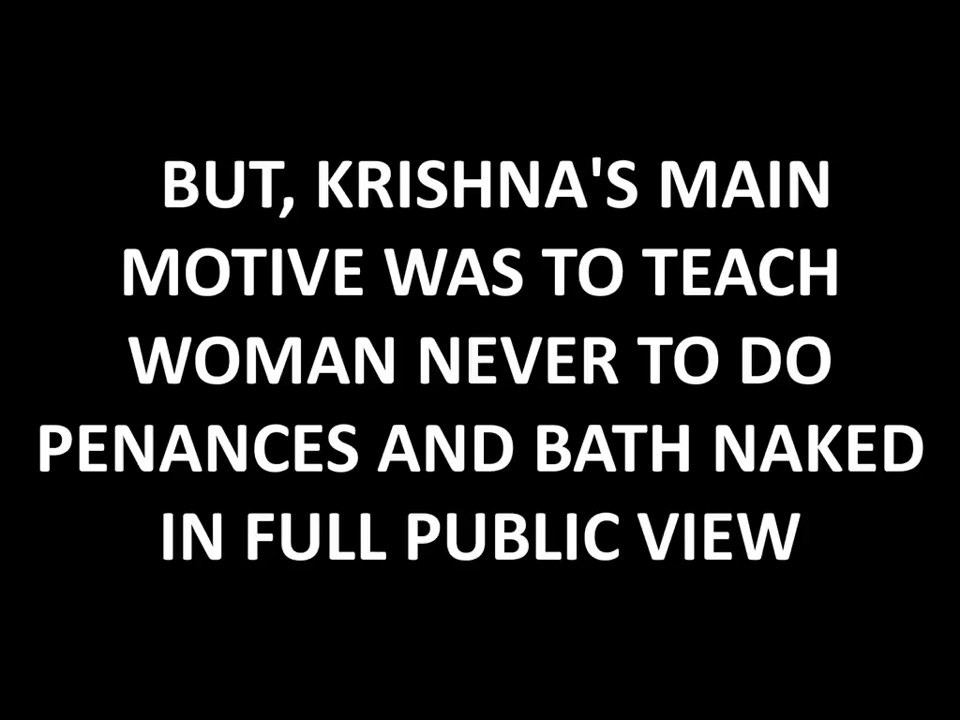 BUT, KRISHNA'S MAIN
MOTIVE WAS TO TEACH
WOMAN NEVER TO DO
PENANCES AND BATH NAKED
IN FULL PUBLIC VIEW